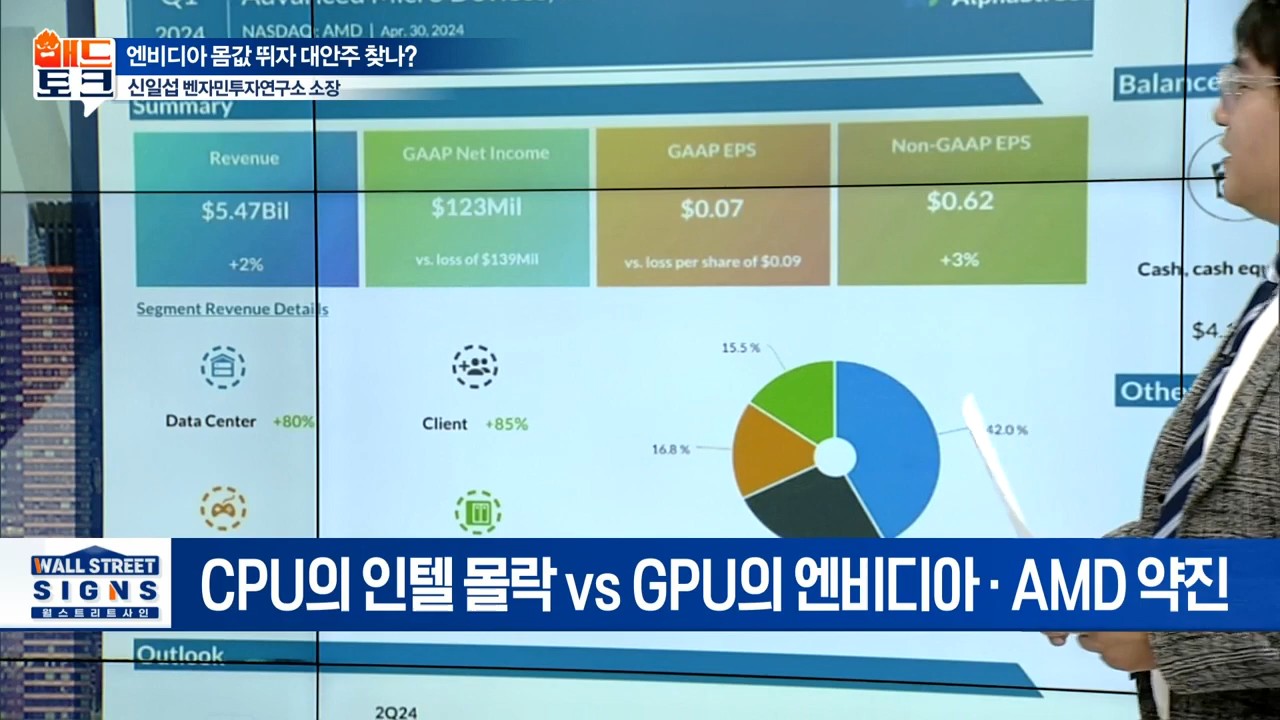 Q1
2024
NASDAQ: AMD | Apr. 30, 2024
매드
토크
엔비디아 몸값 뛰자 대안주 찾나?
신일섭 벤자민투자연구소 소장
Summary
Balance
Revenue
$5.47Bil
+2%
GAAP Net Income
$123Mil
vs. loss of $139Mil
GAAP EPS
$0.07
vs. loss per share of $0.09
Non-GAAP EPS
$0.62
+3%
Cash, cash
Segment Revenue Details
Data Center +80%
Client +85%
15.5 %
16.8 %
42.0 %
WALL STREET
SIGNS
월스트리트사인
CPU의 인텔 몰락 vs GPU의 엔비디아·AMD 약진
Outlook
2Q24